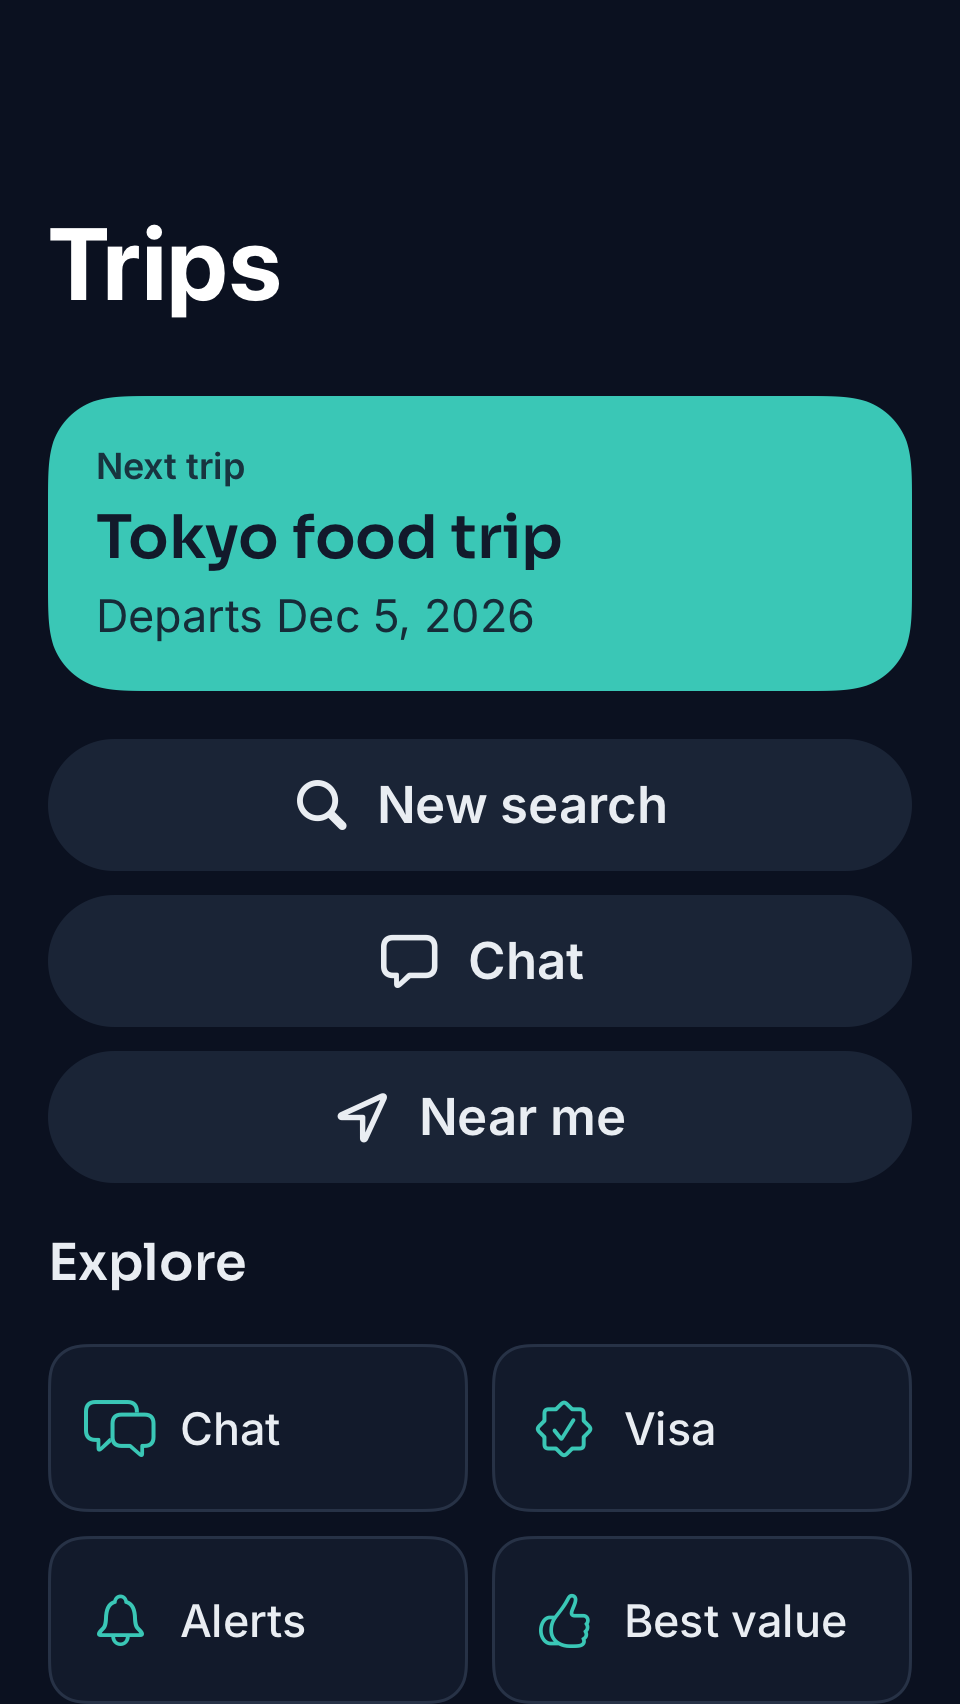 Trips
Next trip
Tokyo food trip
Departs Dec 5, 2026
New search
Chat
Near me
Explore
Chat
Visa
Alerts
Best value